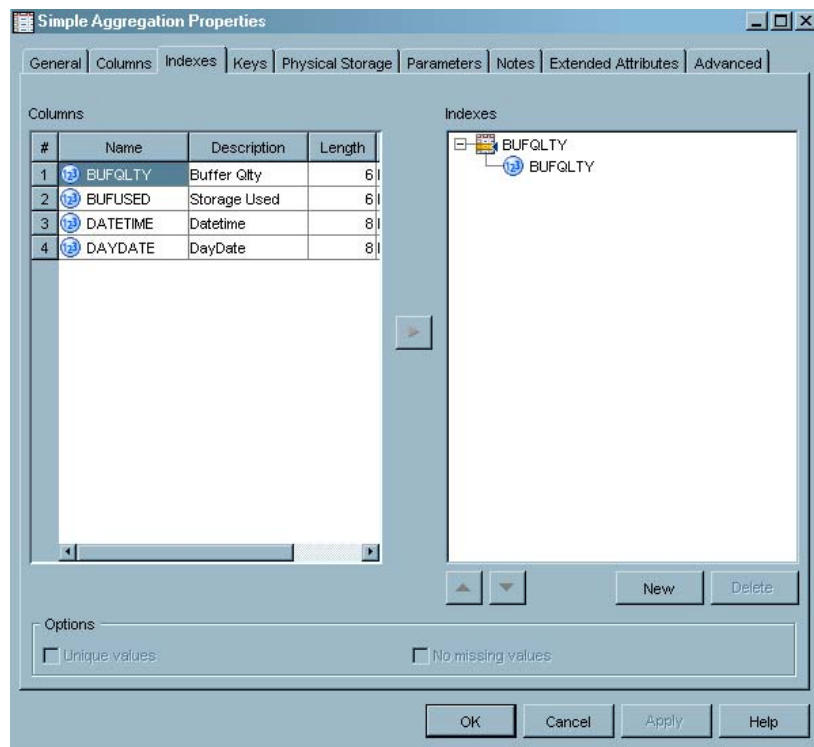 Simple Aggregation Properties
General Columns Indexes Keys Physical Storage Parameters Notes Extended Attributes Advanced
Columns
Indexes
# Name Description Length
1 BUFQLTY Buffer Qlty 6
2 BUFUSED Storage Used 6
3 DATETIME Datetime 8
4 DAYDATE DayDate 8
BUFQLTY
BUFQLTY
New Delete
Options
Unique values No missing values
OK Cancel Apply Help